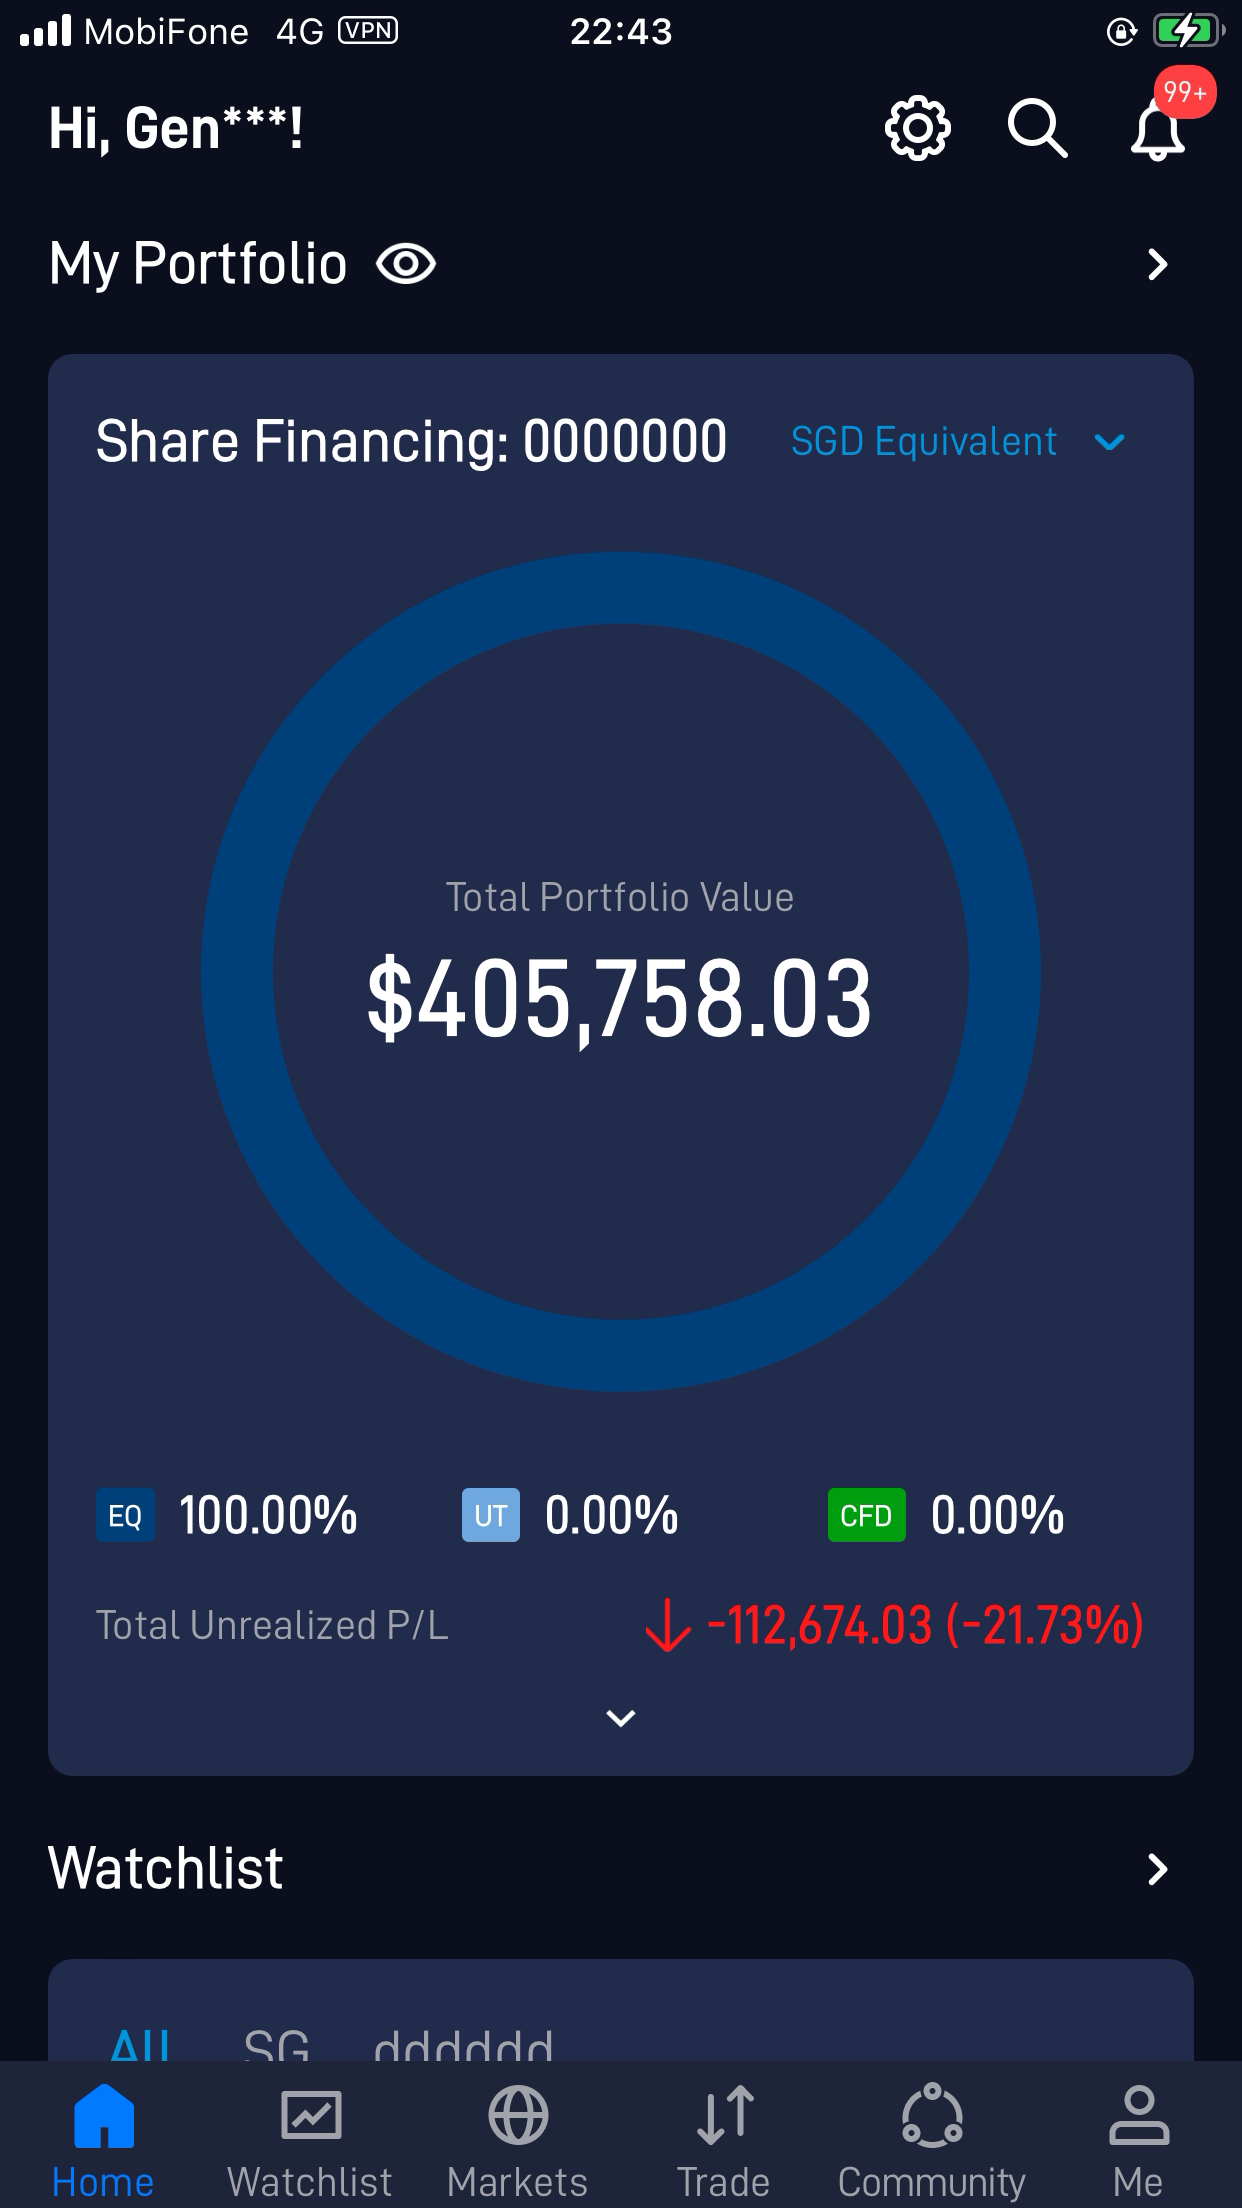 MobiFone 4G VPN 22:43
99+
Hi, Gen***!
My Portfolio
Share Financing: 0000000 SGD Equivalent
Total Portfolio Value
$405,758.03
EQ 100.00% UT 0.00% CFD 0.00%
Total Unrealized P/L -112,674.03 (-21.73%)
Watchlist
All SG dddddd
Home Watchlist Markets Trade Community Me